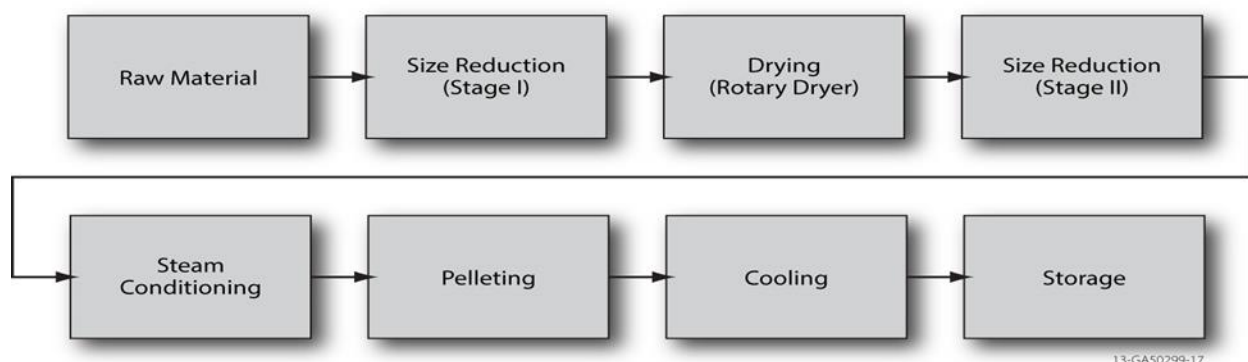 Raw Material
Size Reduction
(Stage I)
Drying
(Rotary Dryer)
Size Reduction
(Stage II)
Steam
Conditioning
Pelleting
Cooling
Storage
13-GA50299-17